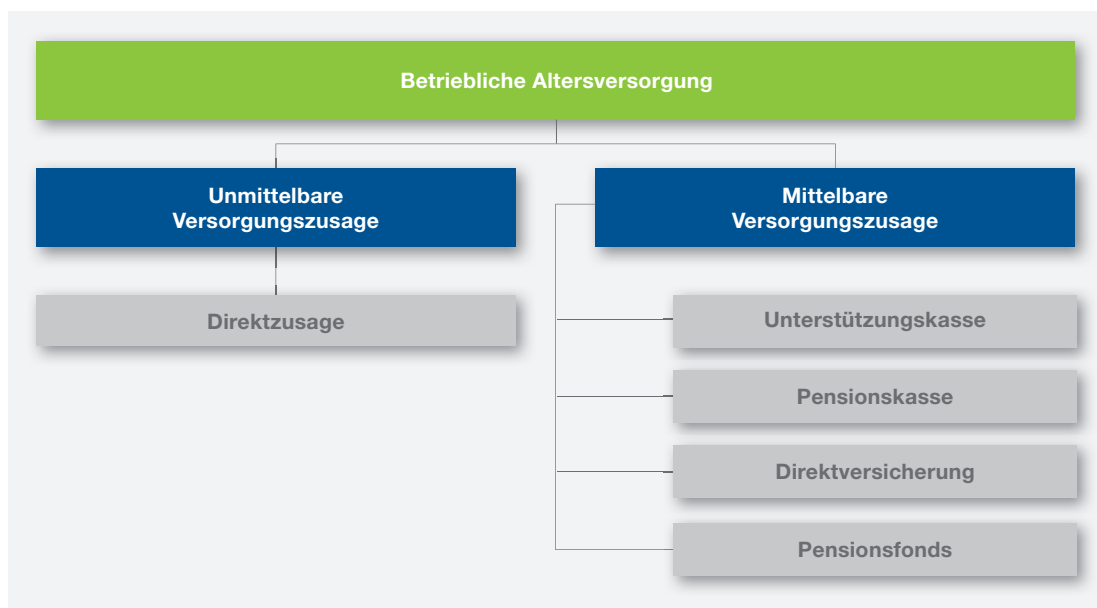 Betriebliche Altersversorgung
Unmittelbare
Versorgungszusage
Mittelbare
Versorgungszusage
Direktzusage
Unterstützungskasse
Pensionskasse
Direktversicherung
Pensionsfonds